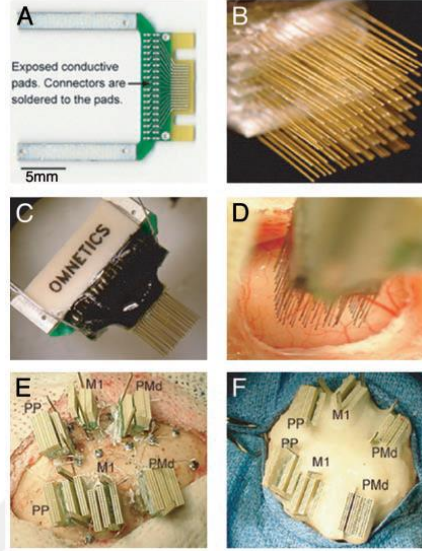 A
Exposed conductive
pads. Connectors are
soldered to the pads.
5mm
B
C
OMNETICS
D
E
PP
M1
PMd
PP
M1
PMd
F
PP
M1
PP
PMd
M1
PMd